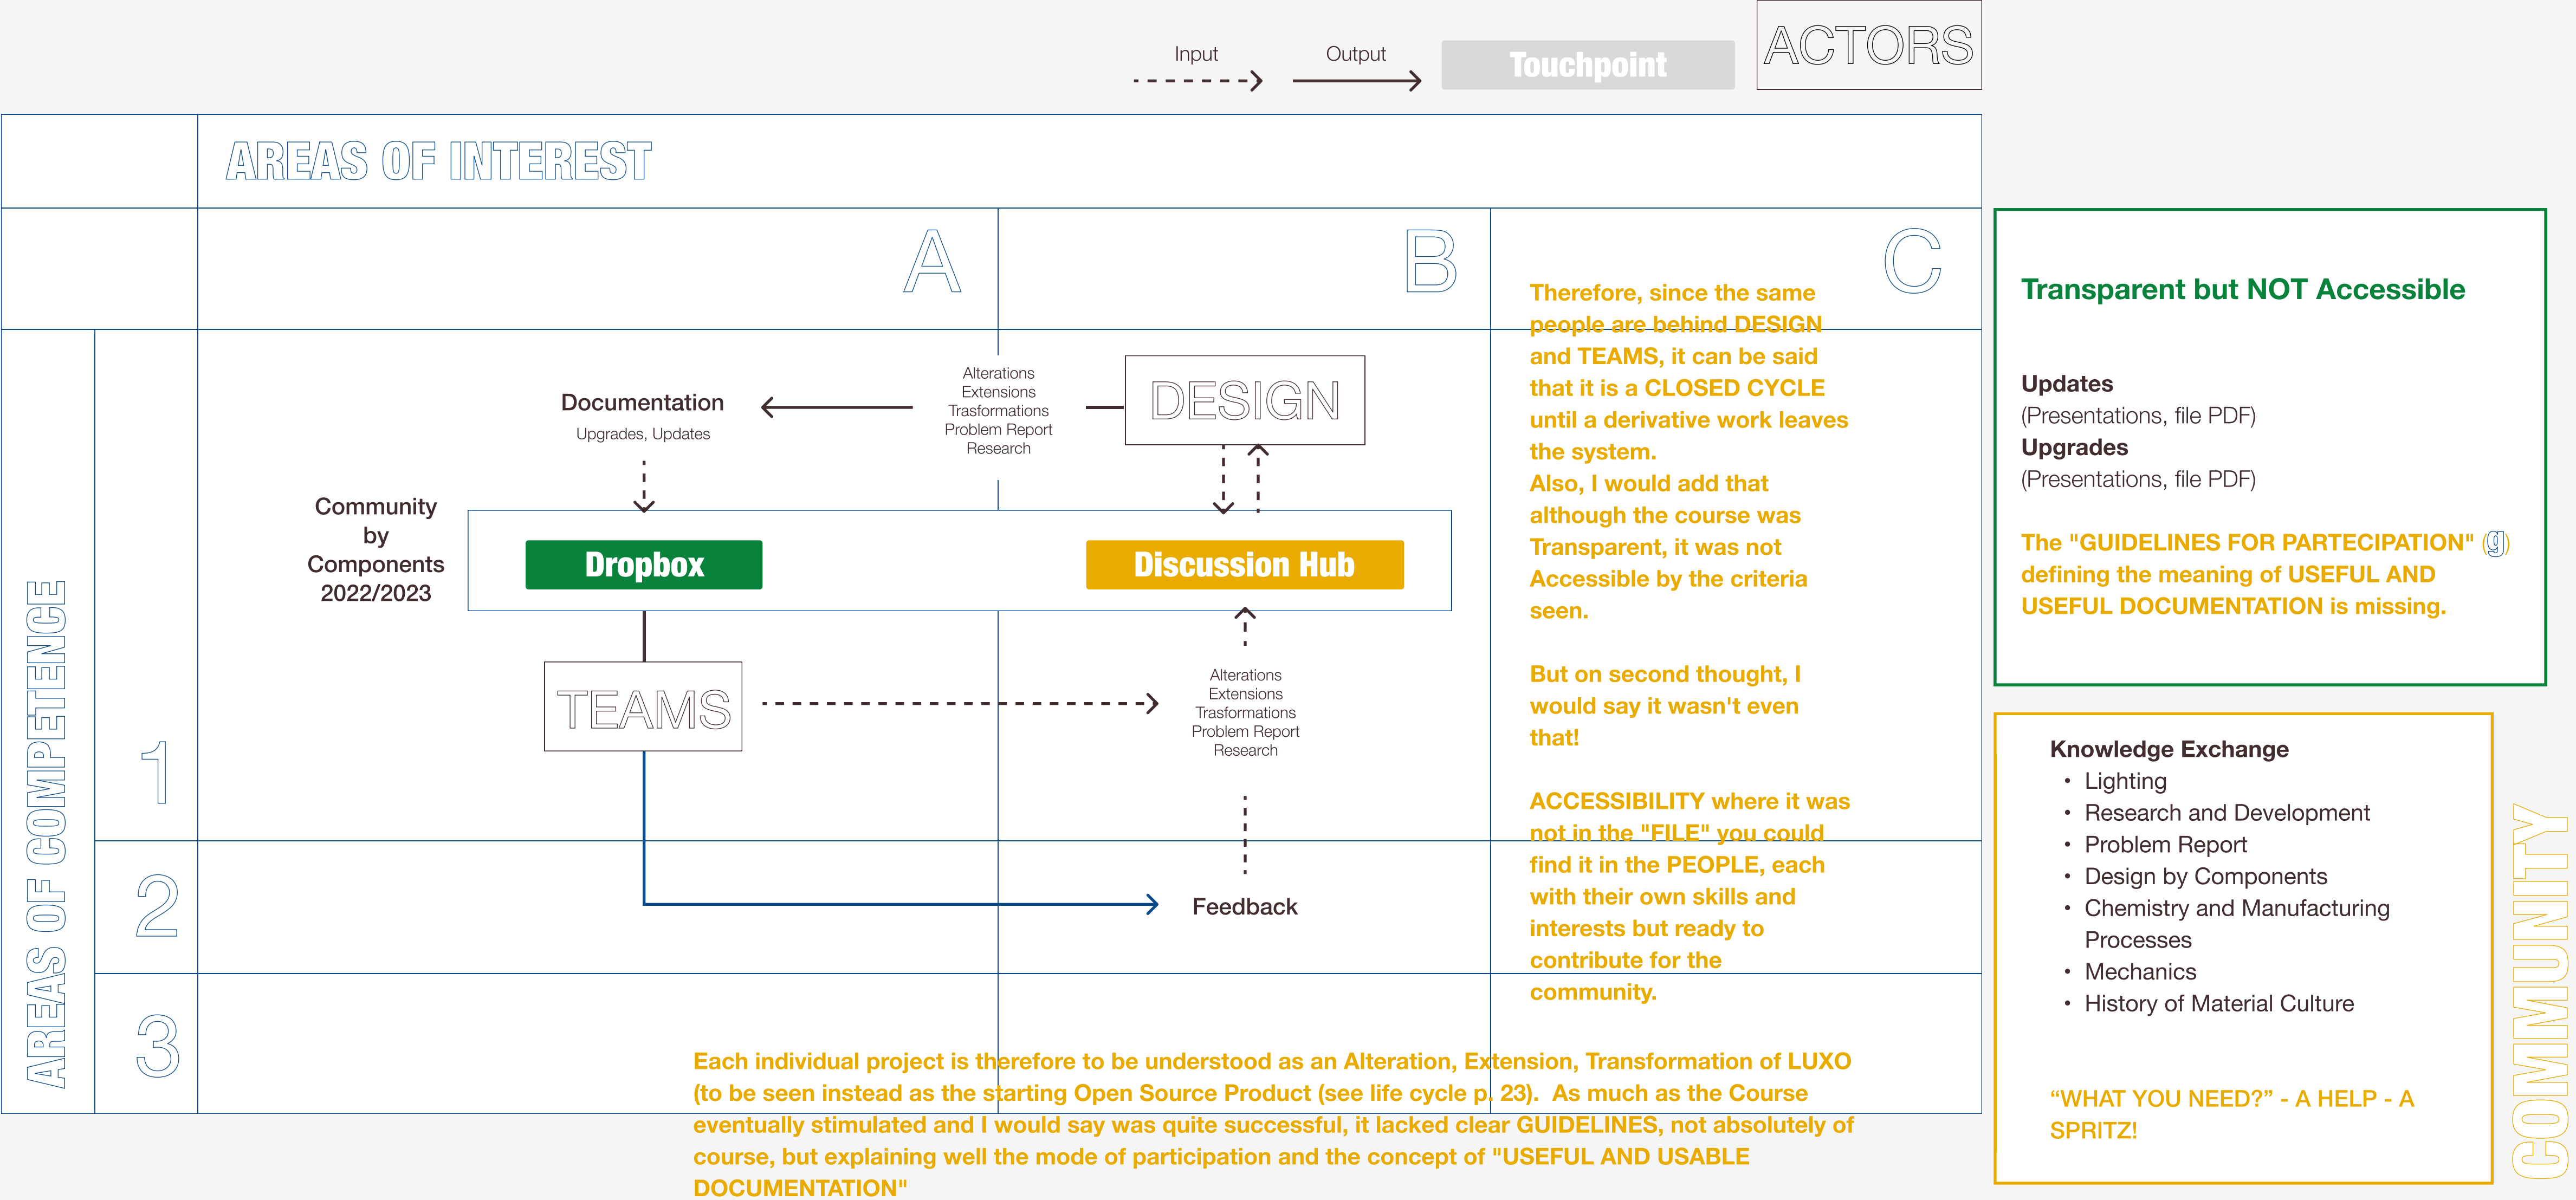 Input
Output
Touchpoint
ACTORS
AREAS OF INTEREST
A
B
C
AREAS OF COMPETENCE
1
2
3
Documentation
Upgrades, Updates
Alterations
Extensions
Trasformations
Problem Report
Research
DESIGN
Community
by
Components
2022/2023
Dropbox
Discussion Hub
TEAMS
Alterations
Extensions
Trasformations
Problem Report
Research
Feedback
Therefore, since the same
people are behind DESIGN
and TEAMS, it can be said
that it is a CLOSED CYCLE
until a derivative work leaves
the system.
Also, I would add that
although the course was
Transparent, it was not
Accessible by the criteria
seen.
But on second thought, I
would say it wasn't even
that!
ACCESSIBILITY where it was
not in the "FILE" you could
find it in the PEOPLE, each
with their own skills and
interests but ready to
contribute for the
community.
Each individual project is therefore to be understood as an Alteration, Extension, Transformation of LUXO
(to be seen instead as the starting Open Source Product (see life cycle p. 23).  As much as the Course
eventually stimulated and I would say was quite successful, it lacked clear GUIDELINES, not absolutely of
course, but explaining well the mode of participation and the concept of "USEFUL AND USABLE
DOCUMENTATION"
Transparent but NOT Accessible
Updates
(Presentations, file PDF)
Upgrades
(Presentations, file PDF)
The "GUIDELINES FOR PARTECIPATION" (g)
defining the meaning of USEFUL AND
USEFUL DOCUMENTATION is missing.
Knowledge Exchange
• Lighting
• Research and Development
• Problem Report
• Design by Components
• Chemistry and Manufacturing
Processes
• Mechanics
• History of Material Culture
“WHAT YOU NEED?” - A HELP - A
SPRITZ!
COMMUNITY